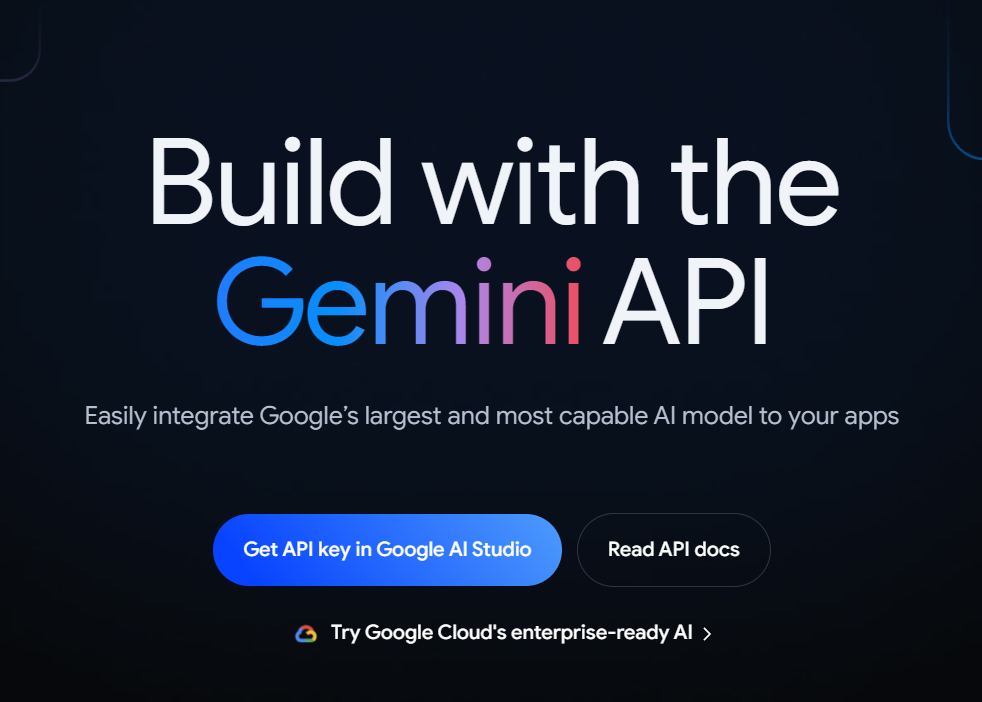 Build with the
Gemini API
Easily integrate Google’s largest and most capable AI model to your apps
Get API key in Google AI Studio
Read API docs
Try Google Cloud's enterprise-ready AI